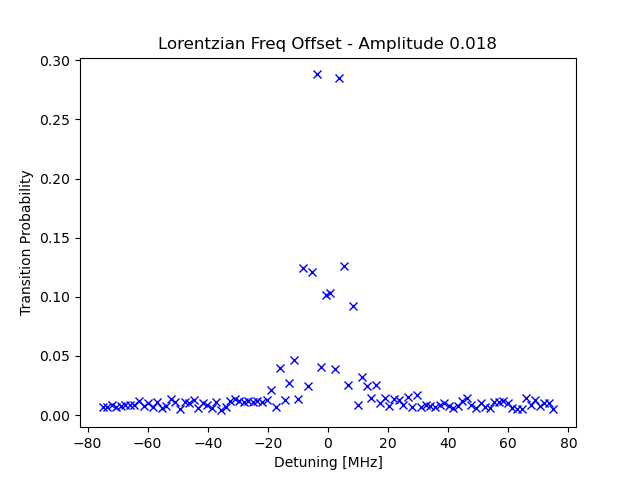 Lorentzian Freq Offset - Amplitude 0.018
0.30
0.25
0.20
0.15
0.10
0.05
0.00
Transition Probability
−80 −60 −40 −20 0 20 40 60 80
Detuning [MHz]